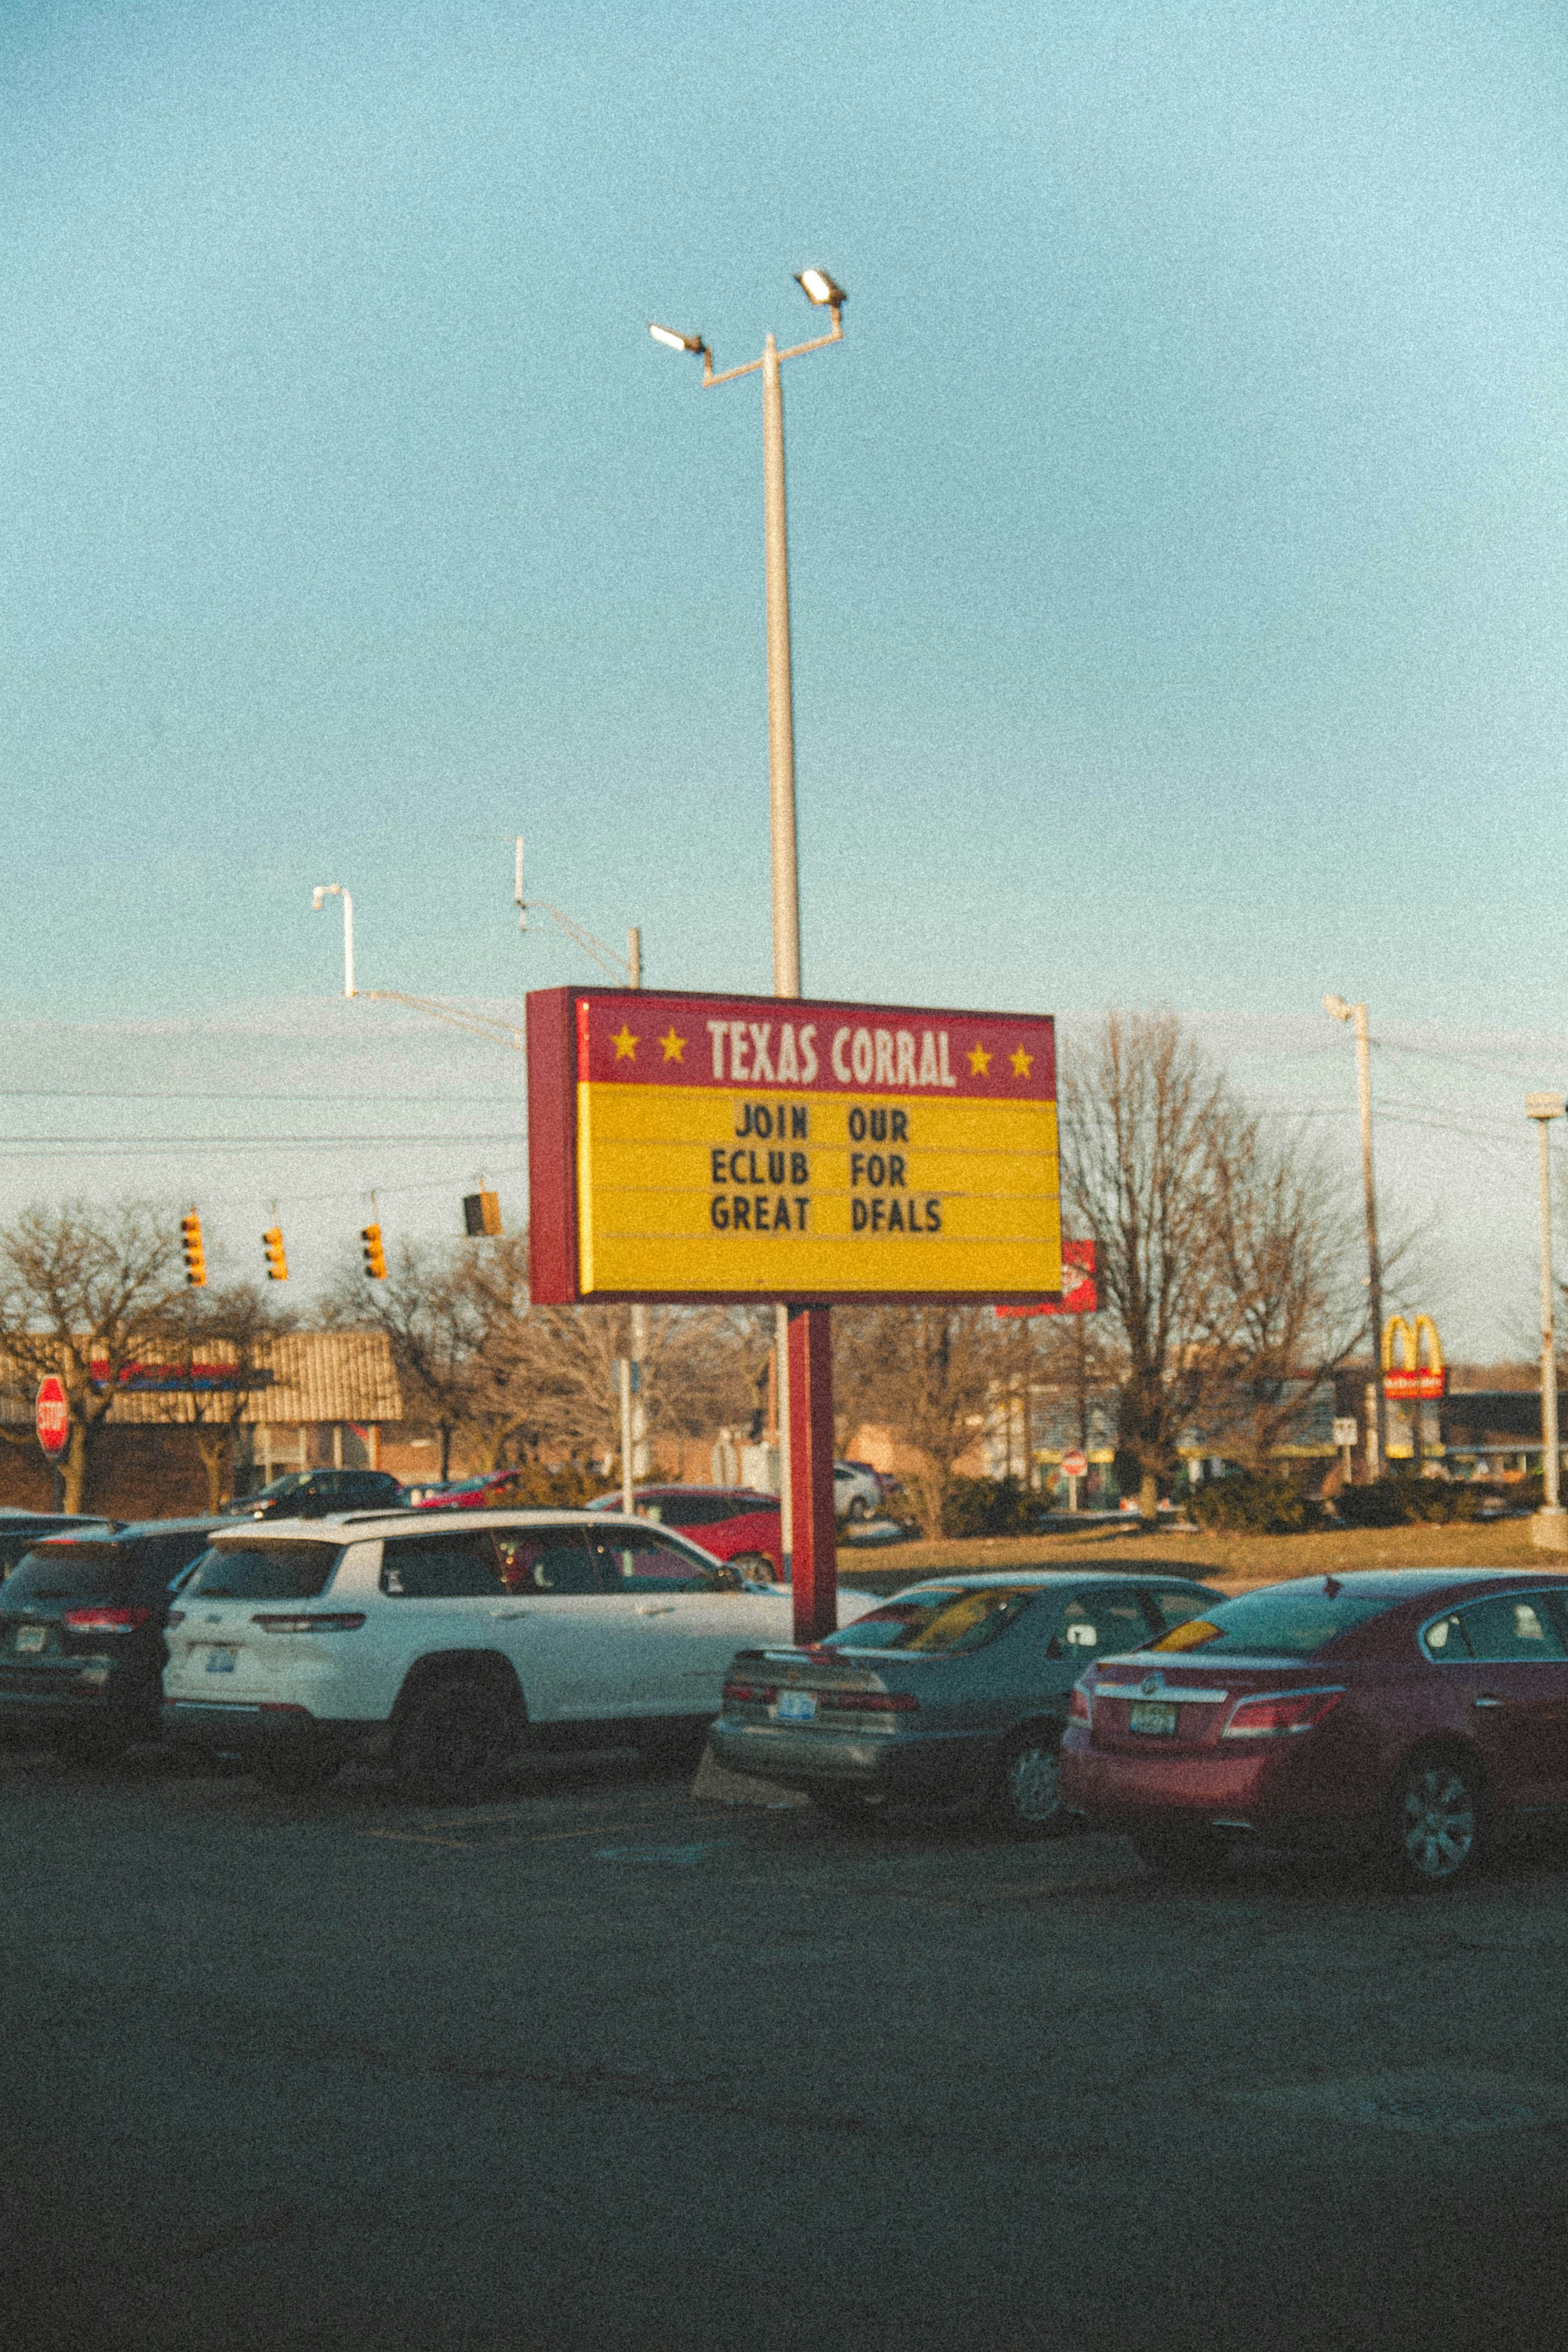 TEXAS CORRAL
JOIN OUR
ECLUB FOR
GREAT DFALS
STOP